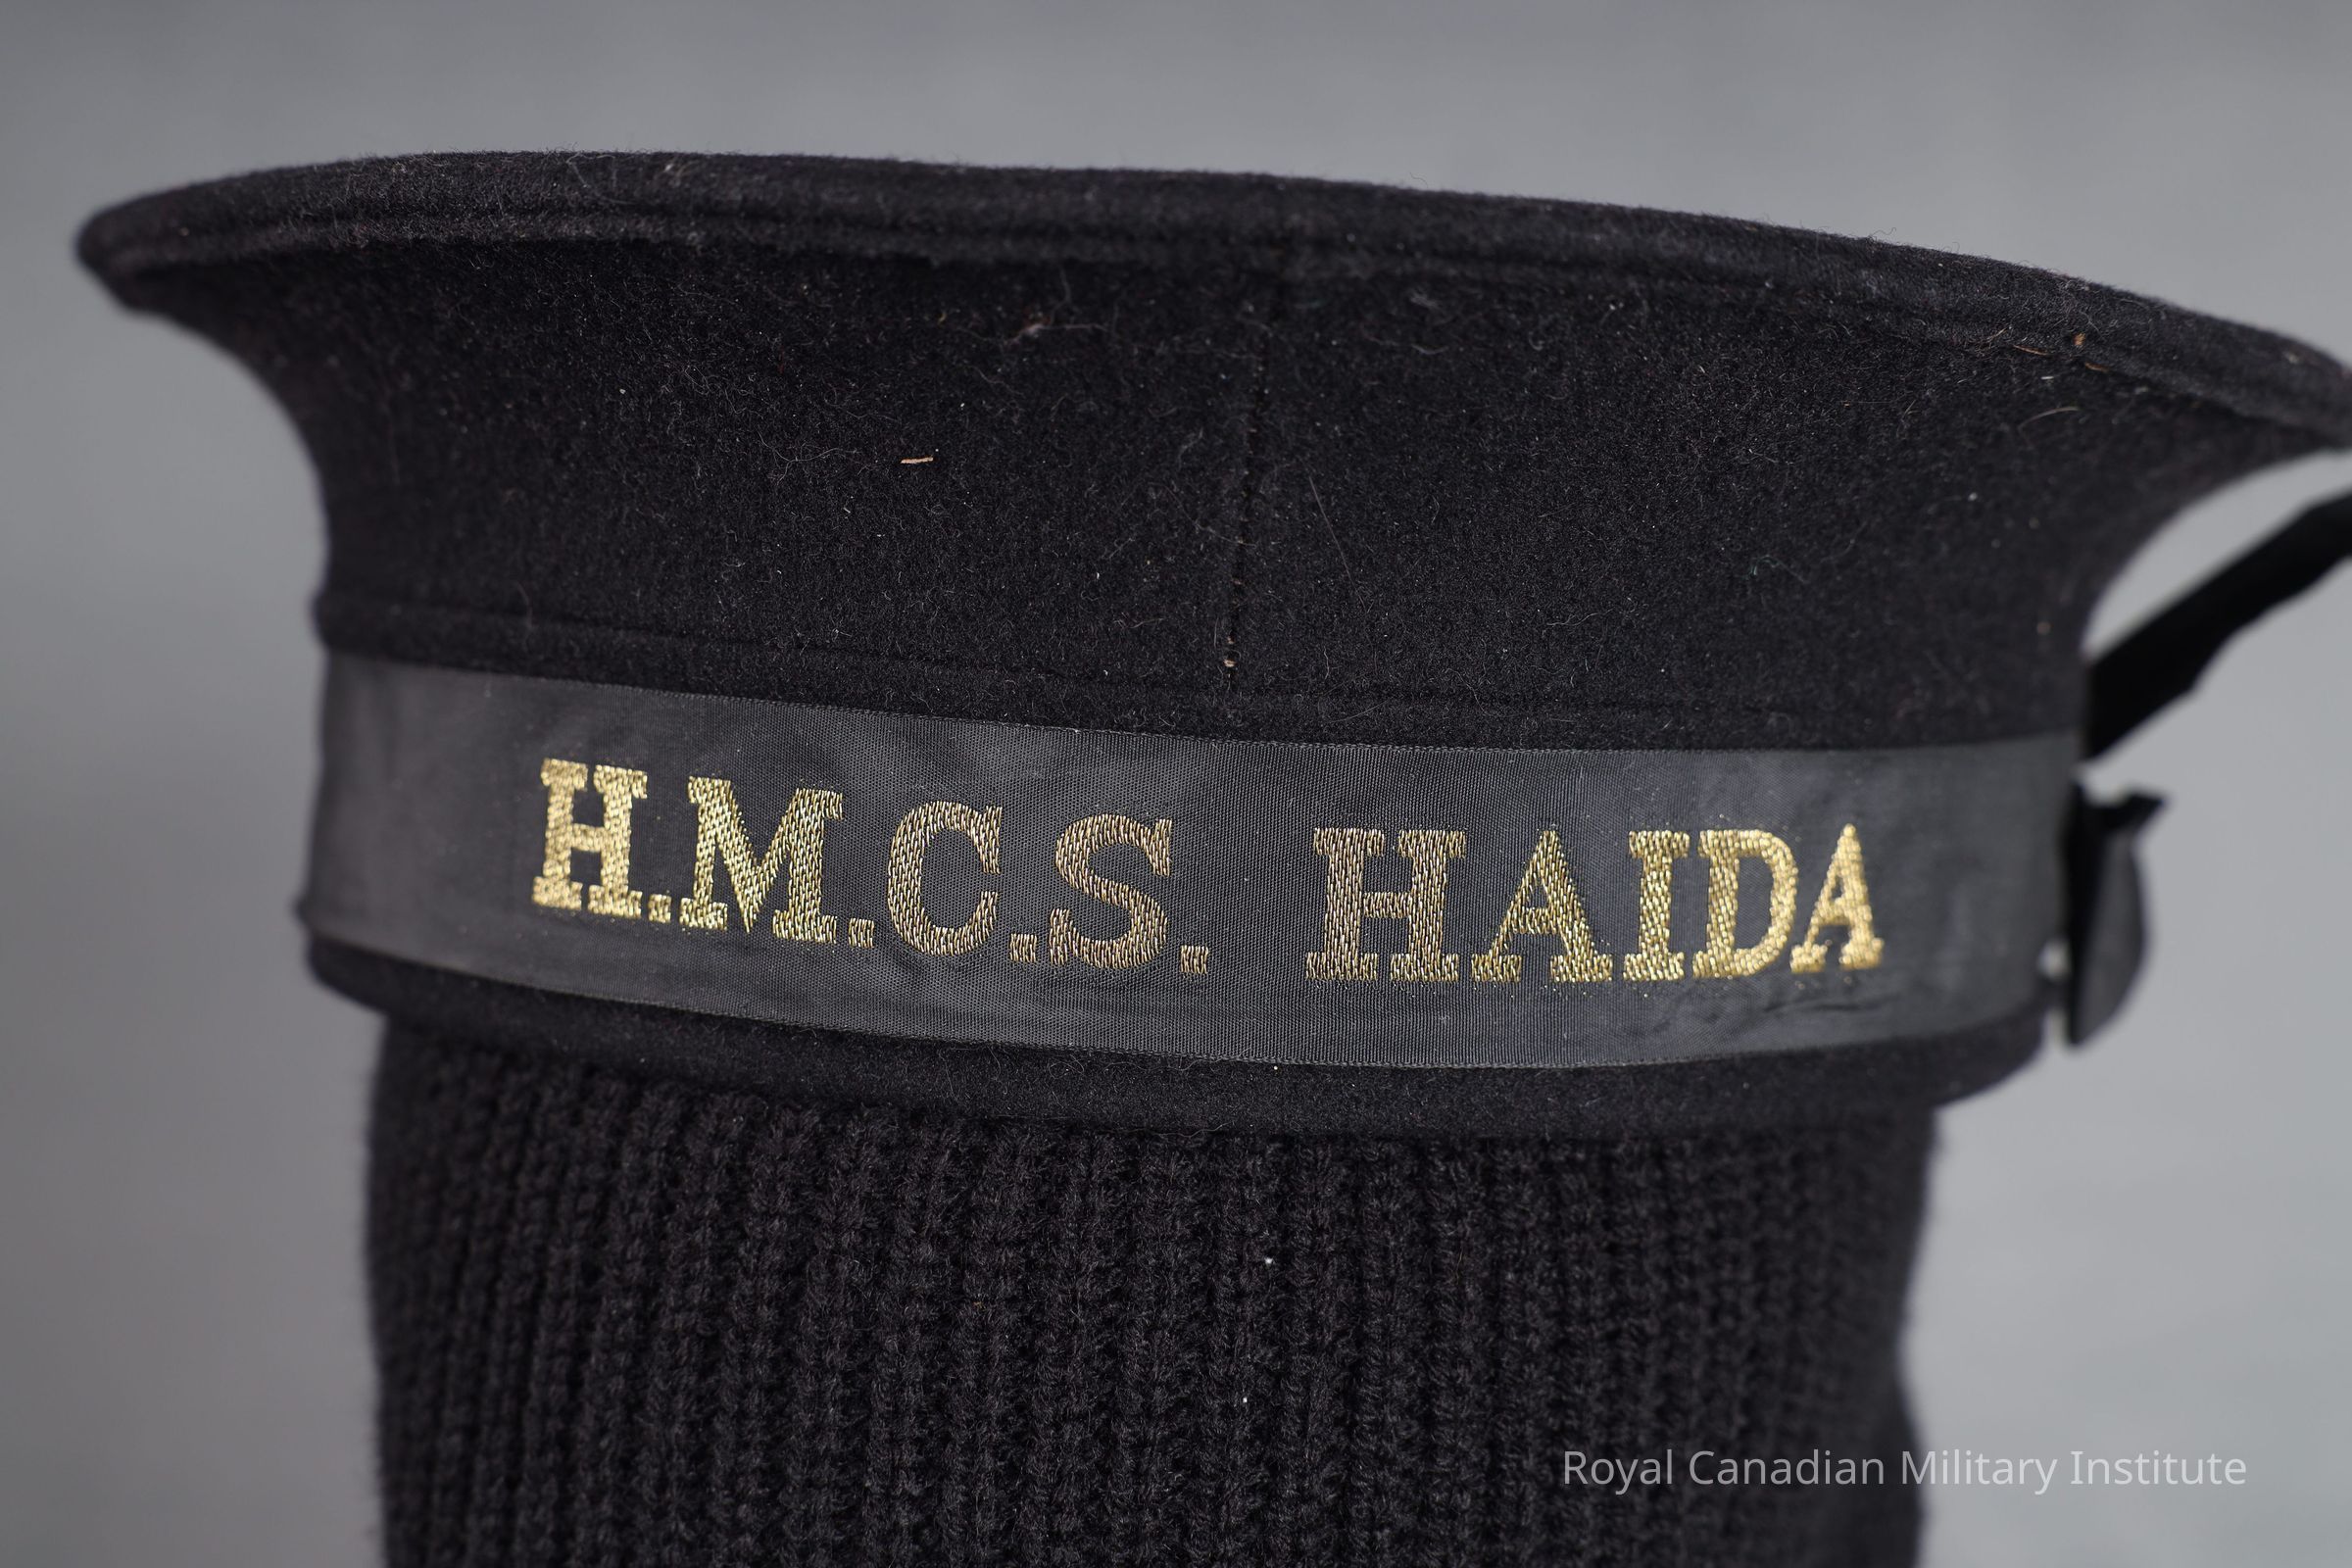 H.M.C.S. HAIDA
Royal Canadian Military Institute